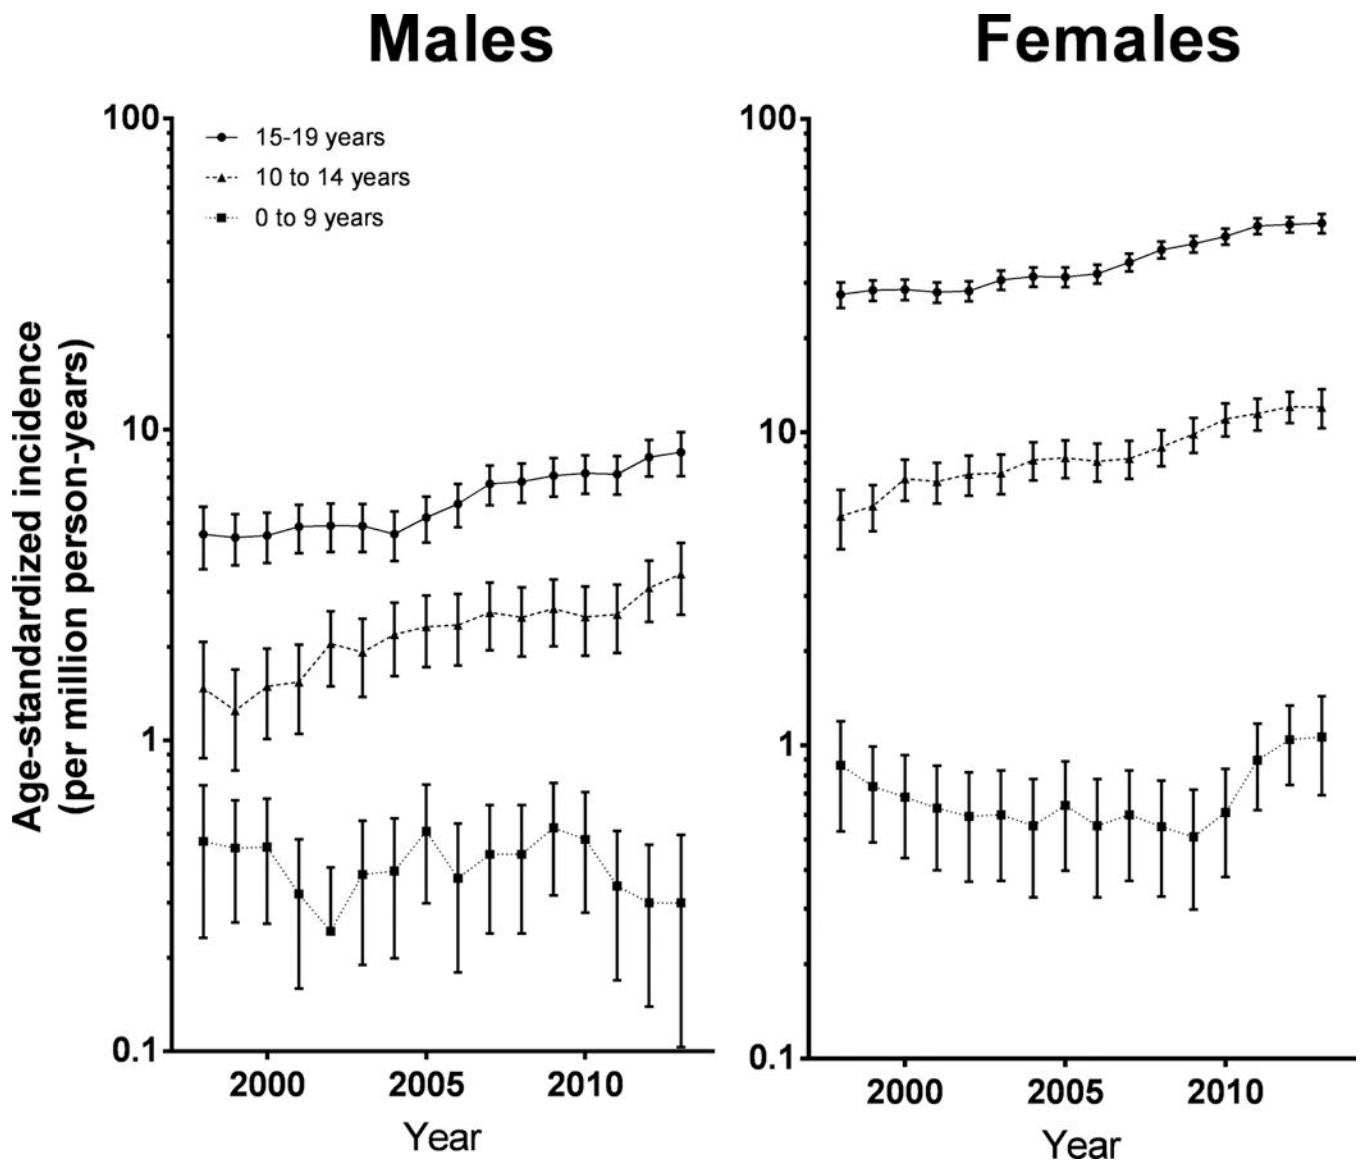 Males
Females
100
10
1
0.1
15-19 years
10 to 14 years
0 to 9 years
Age-standardized incidence
(per million person-years)
2000
2005
2010
Year
100
10
1
0.1
2000
2005
2010
Year